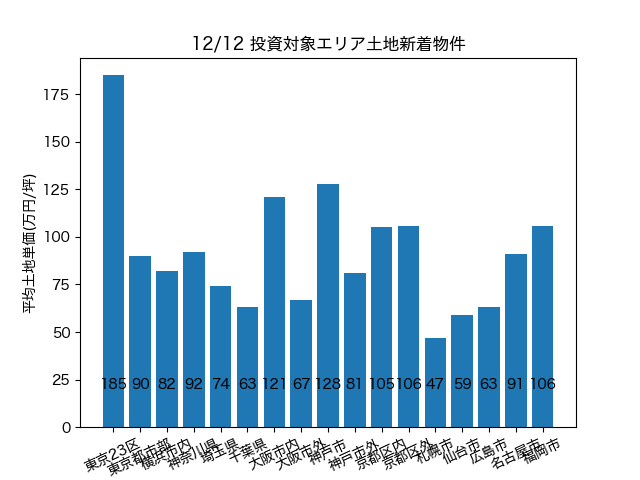 12/12 投資対象エリア土地新着物件
平均土地単価(万円/坪)
175
150
125
100
75
50
25
0
185 90 82 92 74 63 121 67 128 81 105 106 47 59 63 91 106
東京23区 東京都市部 横浜市内 神奈川県 埼玉県 千葉県 大阪市内 大阪市外 神戸市 神戸市外 京都区内 京都区外 札幌市 仙台市 広島市 名古屋市 福岡市